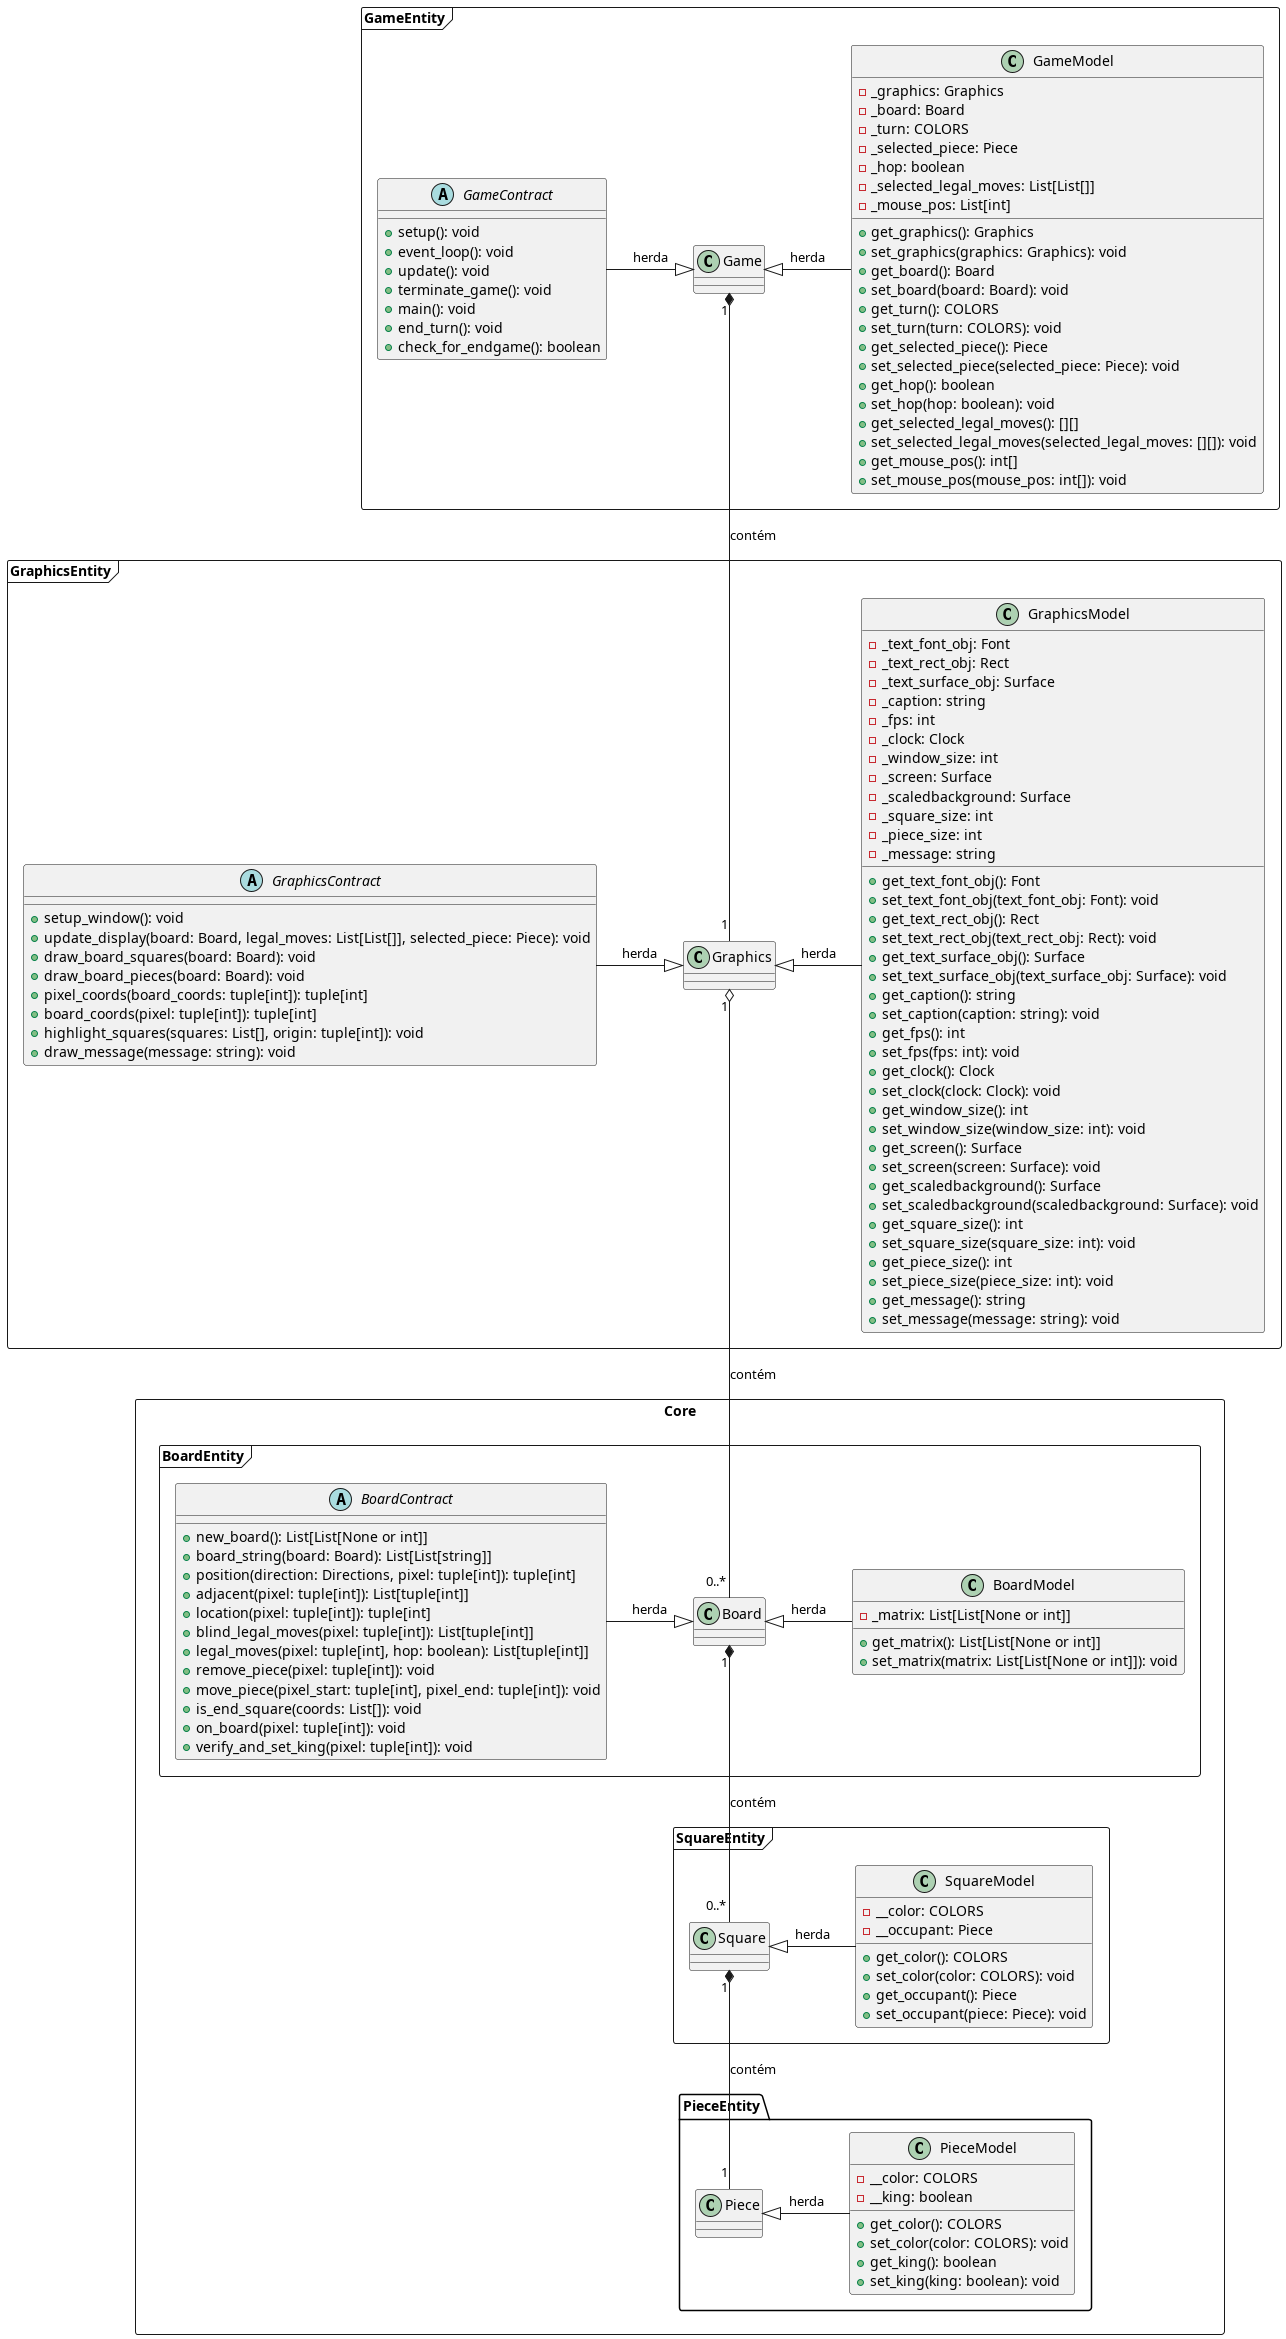 GameEntity
GameModel
_graphics: Graphics
_board: Board
_turn: COLORS
_selected_piece: Piece
_hop: boolean
_selected_legal_moves: List[List[]]
_mouse_pos: List[int]
get_graphics(): Graphics
set_graphics(graphics: Graphics): void
get_board(): Board
set_board(board: Board): void
get_turn(): COLORS
set_turn(turn: COLORS): void
get_selected_piece(): Piece
set_selected_piece(selected_piece: Piece): void
get_hop(): boolean
set_hop(hop: boolean): void
get_selected_legal_moves(): [][]
set_selected_legal_moves(selected_legal_moves: [][]): void
get_mouse_pos(): int[]
set_mouse_pos(mouse_pos: int[]): void
A GameContract
setup(): void
event_loop(): void
update(): void
terminate_game(): void
main(): void
end_turn(): void
check_for_endgame(): boolean
herda
C Game
herda
1
contém
GraphicsEntity
C GraphicsModel
_text_font_obj: Font
_text_rect_obj: Rect
_text_surface_obj: Surface
_caption: string
_fps: int
_clock: Clock
_window_size: int
_screen: Surface
_scaledbackground: Surface
_square_size: int
_piece_size: int
_message: string
get_text_font_obj(): Font
set_text_font_obj(text_font_obj: Font): void
get_text_rect_obj(): Rect
set_text_rect_obj(text_rect_obj: Rect): void
get_text_surface_obj(): Surface
set_text_surface_obj(text_surface_obj: Surface): void
get_caption(): string
set_caption(caption: string): void
get_fps(): int
set_fps(fps: int): void
get_clock(): Clock
set_clock(clock: Clock): void
get_window_size(): int
set_window_size(window_size: int): void
get_screen(): Surface
set_screen(screen: Surface): void
get_scaledbackground(): Surface
set_scaledbackground(scaledbackground: Surface): void
get_square_size(): int
set_square_size(square_size: int): void
get_piece_size(): int
set_piece_size(piece_size: int): void
get_message(): string
set_message(message: string): void
A GraphicsContract
setup_window(): void
update_display(board: Board, legal_moves: List[List[]], selected_piece: Piece): void
draw_board_squares(board: Board): void
draw_board_pieces(board: Board): void
pixel_coords(board_coords: tuple[int]): tuple[int]
board_coords(pixel: tuple[int]): tuple[int]
highlight_squares(squares: List[], origin: tuple[int]): void
draw_message(message: string): void
1
herda
C Graphics
herda
1
contém
Core
BoardEntity
A BoardContract
new_board(): List[List[None or int]]
board_string(board: Board): List[List[string]]
position(direction: Directions, pixel: tuple[int]): tuple[int]
adjacent(pixel: tuple[int]): List[tuple[int]]
location(pixel: tuple[int]): tuple[int]
blind_legal_moves(pixel: tuple[int]): List[tuple[int]]
legal_moves(pixel: tuple[int], hop: boolean): List[tuple[int]]
remove_piece(pixel: tuple[int]): void
move_piece(pixel_start: tuple[int], pixel_end: tuple[int]): void
is_end_square(coords: List[]): void
on_board(pixel: tuple[int]): void
verify_and_set_king(pixel: tuple[int]): void
0..*
herda
C Board
herda
1
C BoardModel
_matrix: List[List[None or int]]
get_matrix(): List[List[None or int]]
set_matrix(matrix: List[List[None or int]]): void
contém
SquareEntity
0..*
C Square
herda
1
C SquareModel
__color: COLORS
__occupant: Piece
get_color(): COLORS
set_color(color: COLORS): void
get_occupant(): Piece
set_occupant(piece: Piece): void
contém
PieceEntity
1
C Piece
herda
C PieceModel
__color: COLORS
__king: boolean
get_color(): COLORS
set_color(color: COLORS): void
get_king(): boolean
set_king(king: boolean): void